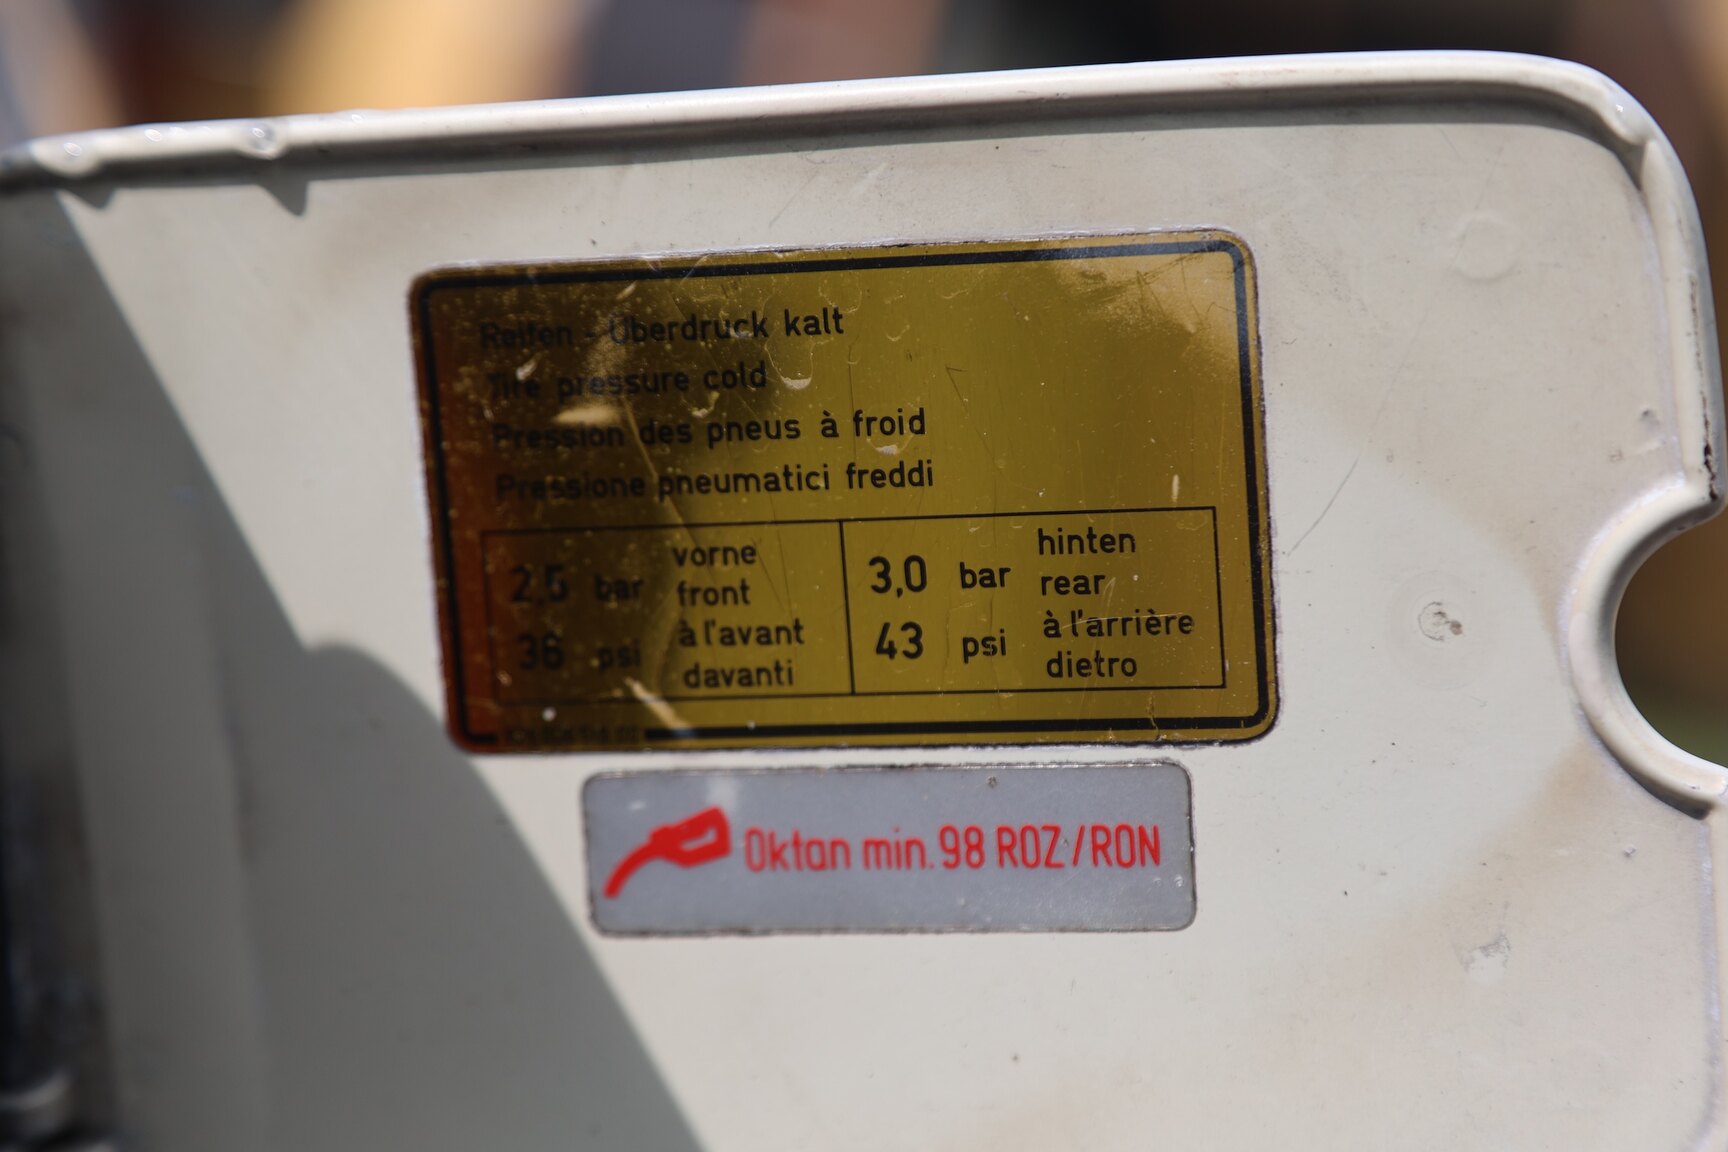 Reifen - Überdruck kalt
Tire pressure cold
Pression des pneus à froid
Pressione pneumatici freddi
2,5 bar
36 psi
vorne
front
à l'avant
davanti
3,0 bar
43 psi
hinten
rear
à l'arrière
dietro
Oktan min. 98 ROZ/RON